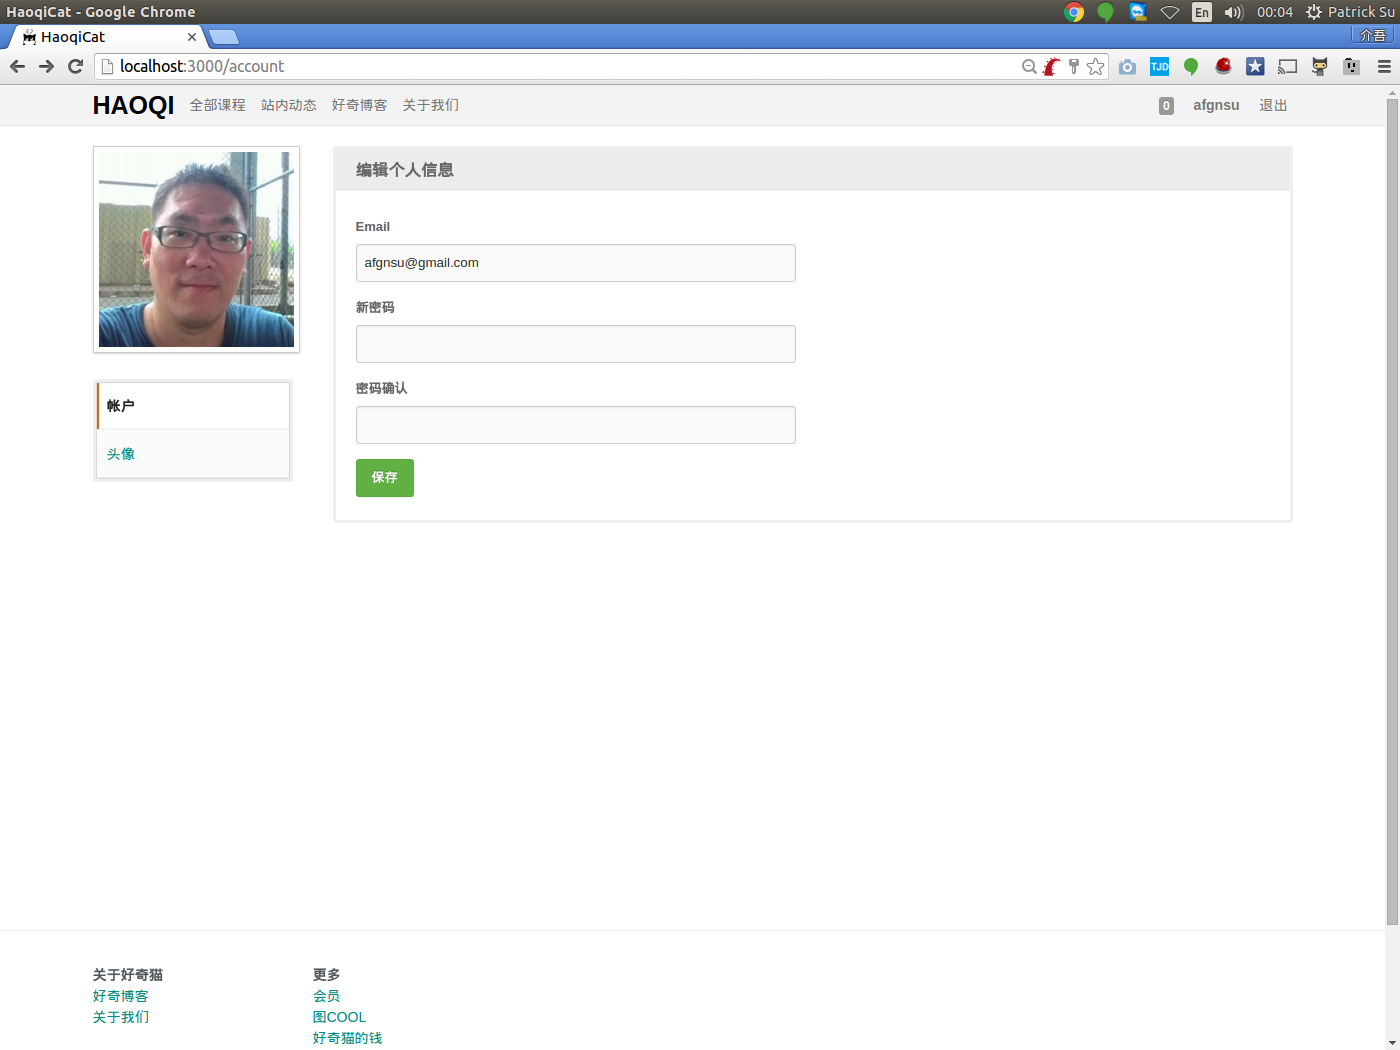 HaoqiCat - Google Chrome
En
00:04
Patrick Su
HaoqiCat
介吾
localhost:3000/account
TJD
HAOQI
全部课程
站内动态
好奇博客
关于我们
0
afgnsu
退出
编辑个人信息
Email
afgnsu@gmail.com
新密码
密码确认
保存
帐户
头像
关于好奇猫
好奇博客
关于我们
更多
会员
图COOL
好奇猫的钱